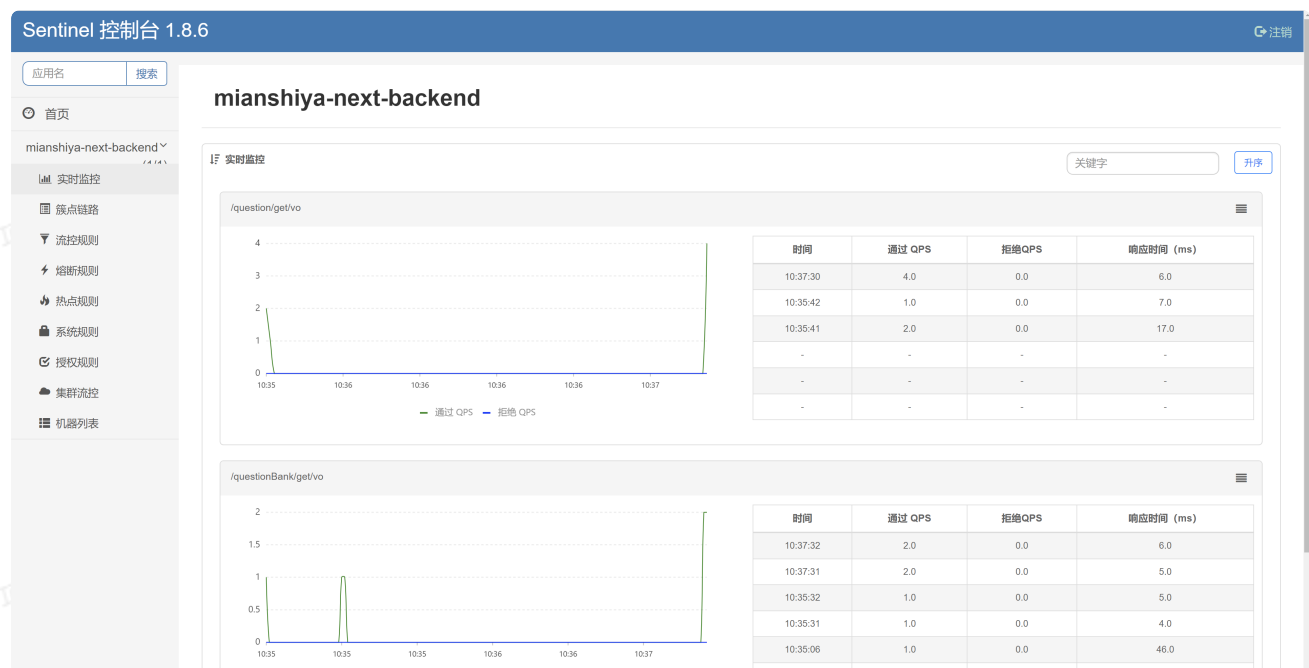 Sentinel 控制台 1.8.6
注销
应用名 搜索
首页
mianshiya-next-backend
(1/1)
实时监控
簇点链路
流控规则
熔断规则
热点规则
系统规则
授权规则
集群流控
机器列表
mianshiya-next-backend
实时监控
关键字 升序
/question/get/vo
4
3
2
1
0
10:35 10:36 10:36 10:36 10:36 10:37
通过 QPS 拒绝 QPS
时间 通过 QPS 拒绝QPS 响应时间（ms）
10:37:30 4.0 0.0 6.0
10:35:42 1.0 0.0 7.0
10:35:41 2.0 0.0 17.0
- - - -
- - - -
- - - -
/questionBank/get/vo
2
1.5
1
0.5
0
10:35 10:35 10:35 10:36 10:36 10:37
时间 通过 QPS 拒绝QPS 响应时间（ms）
10:37:32 2.0 0.0 6.0
10:37:31 2.0 0.0 5.0
10:35:32 1.0 0.0 5.0
10:35:31 1.0 0.0 4.0
10:35:06 1.0 0.0 46.0